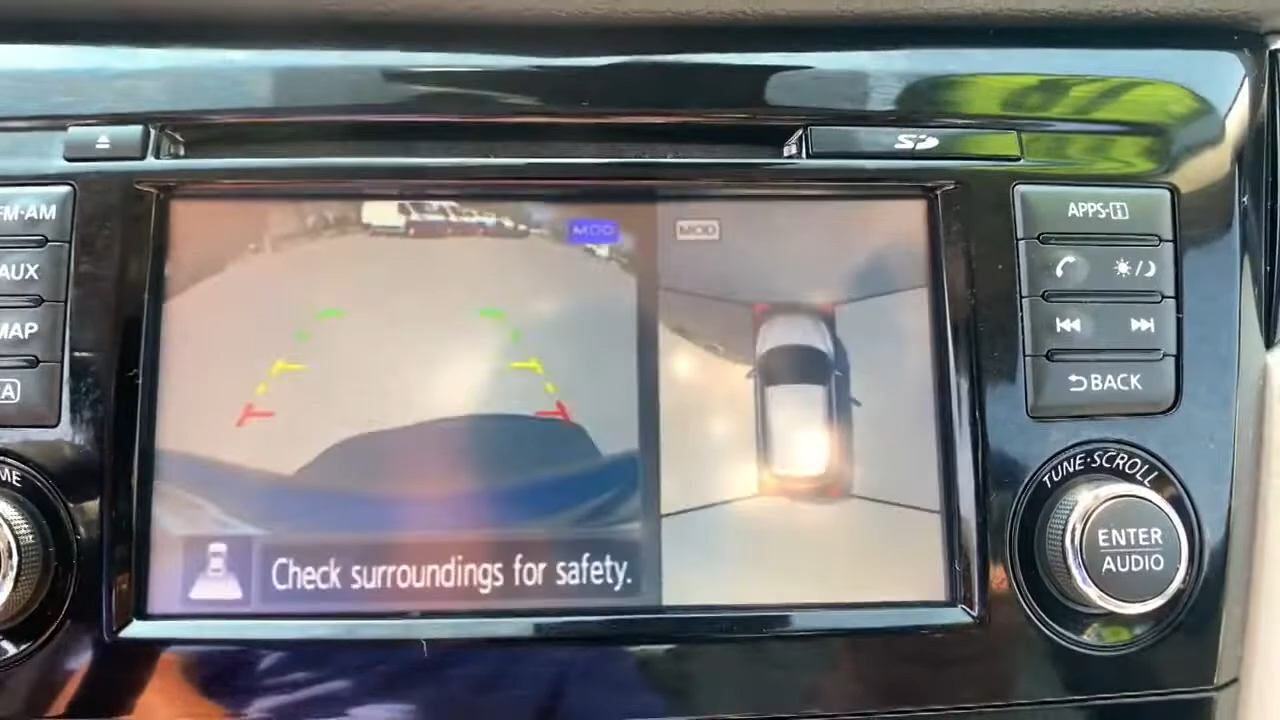 SD
FM·AM
AUX
MAP
MOD
MOD
APPS·i
BACK
TUNE·SCROLL
ENTER
AUDIO
Check surroundings for safety.